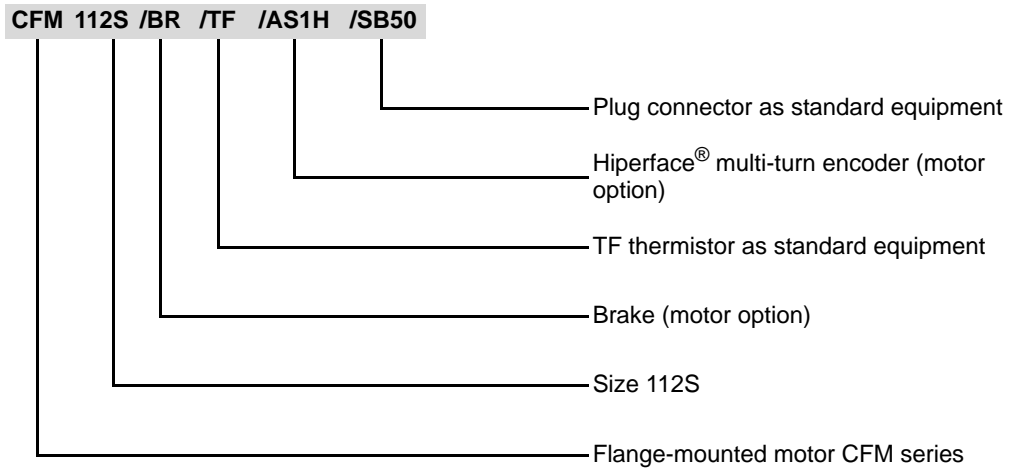 CFM 112S /BR /TF /AS1H /SB50
Plug connector as standard equipment
Hiperface® multi-turn encoder (motor
option)
TF thermistor as standard equipment
Brake (motor option)
Size 112S
Flange-mounted motor CFM series